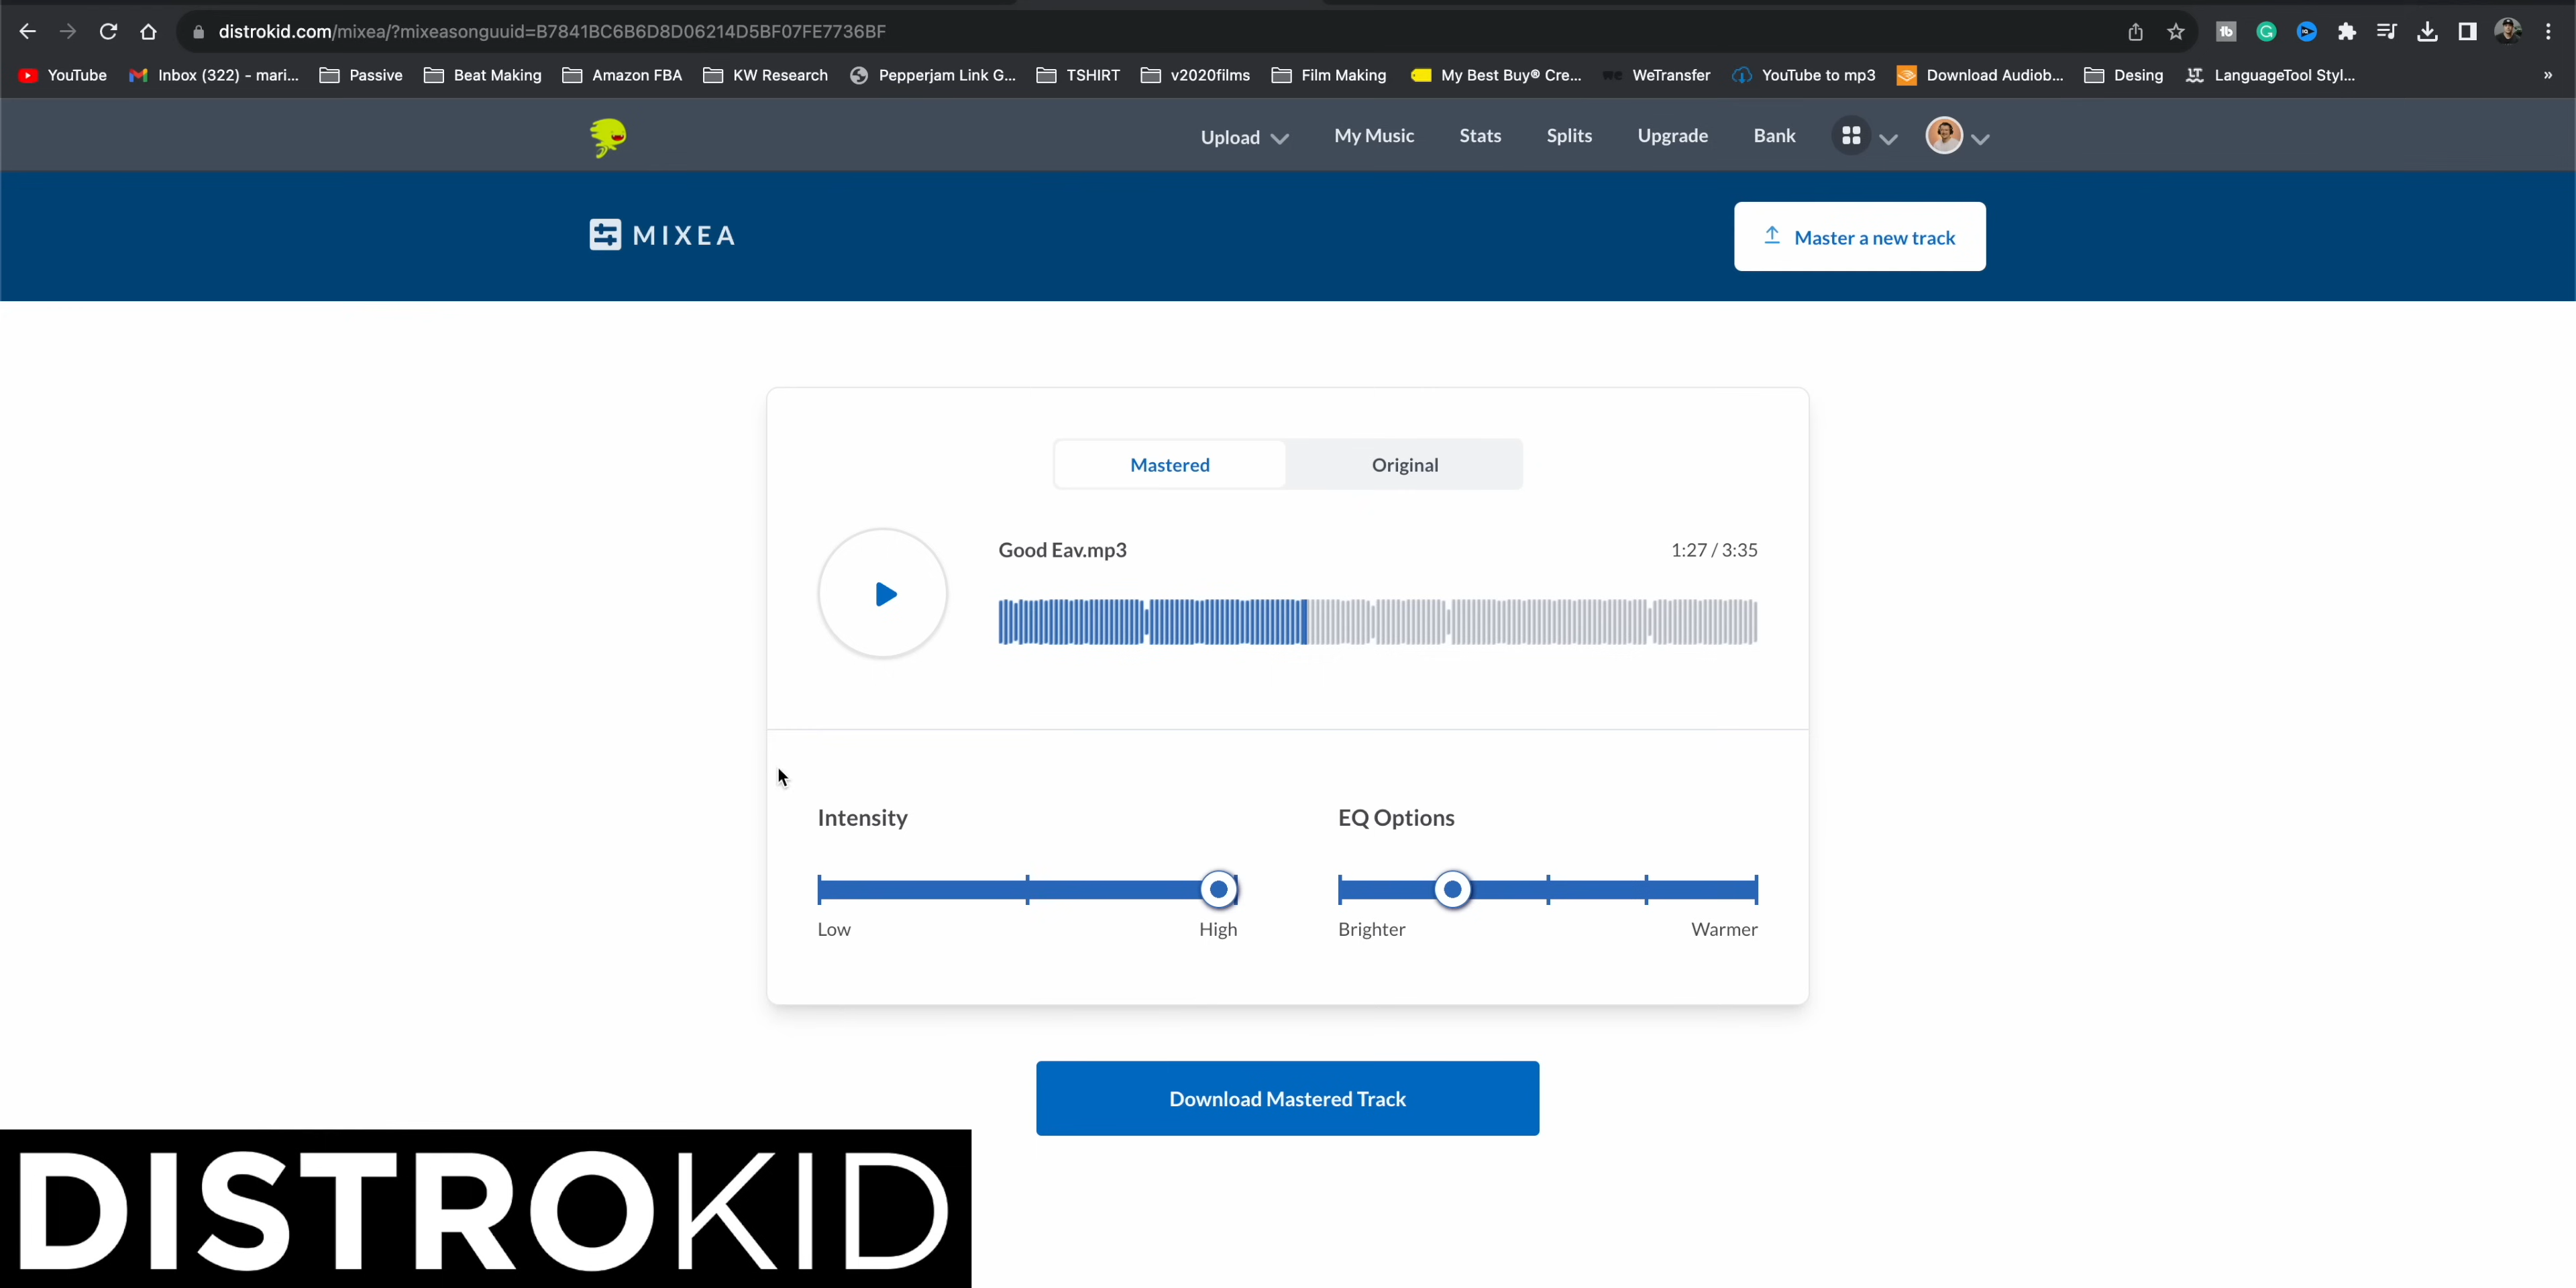 distrokid.com/mixea/?mixeasonguuid=B7841BC6B6D8D06214D5BF07FE7736BF
YouTube Inbox (322) - mari... Passive Beat Making Amazon FBA KW Research Pepperjam Link G... TSHIRT v2020films Film Making My Best Buy® Cre... WeTransfer YouTube to mp3 Download Audiob... Desing LanguageTool Styl... »
Upload My Music Stats Splits Upgrade Bank
MIXEA Master a new track
Mastered Original
Good Eav.mp3 1:27 / 3:35
Intensity EQ Options
Low High Brighter Warmer
Download Mastered Track
DISTROKID